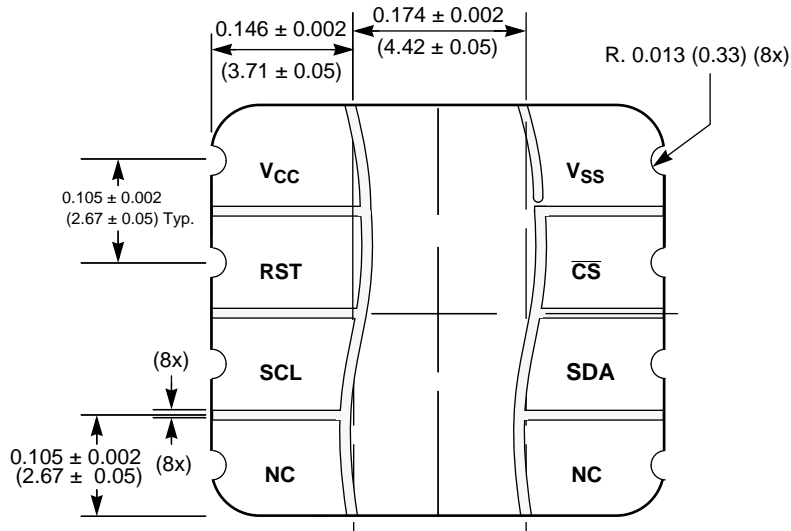 0.146 ± 0.002
(3.71 ± 0.05)
0.174 ± 0.002
(4.42 ± 0.05)
R. 0.013 (0.33) (8x)
0.105 ± 0.002
(2.67 ± 0.05) Typ.
VCC
VSS
RST
CS
SCL
SDA
NC
NC
(8x)
(8x)
0.105 ± 0.002
(2.67 ± 0.05)